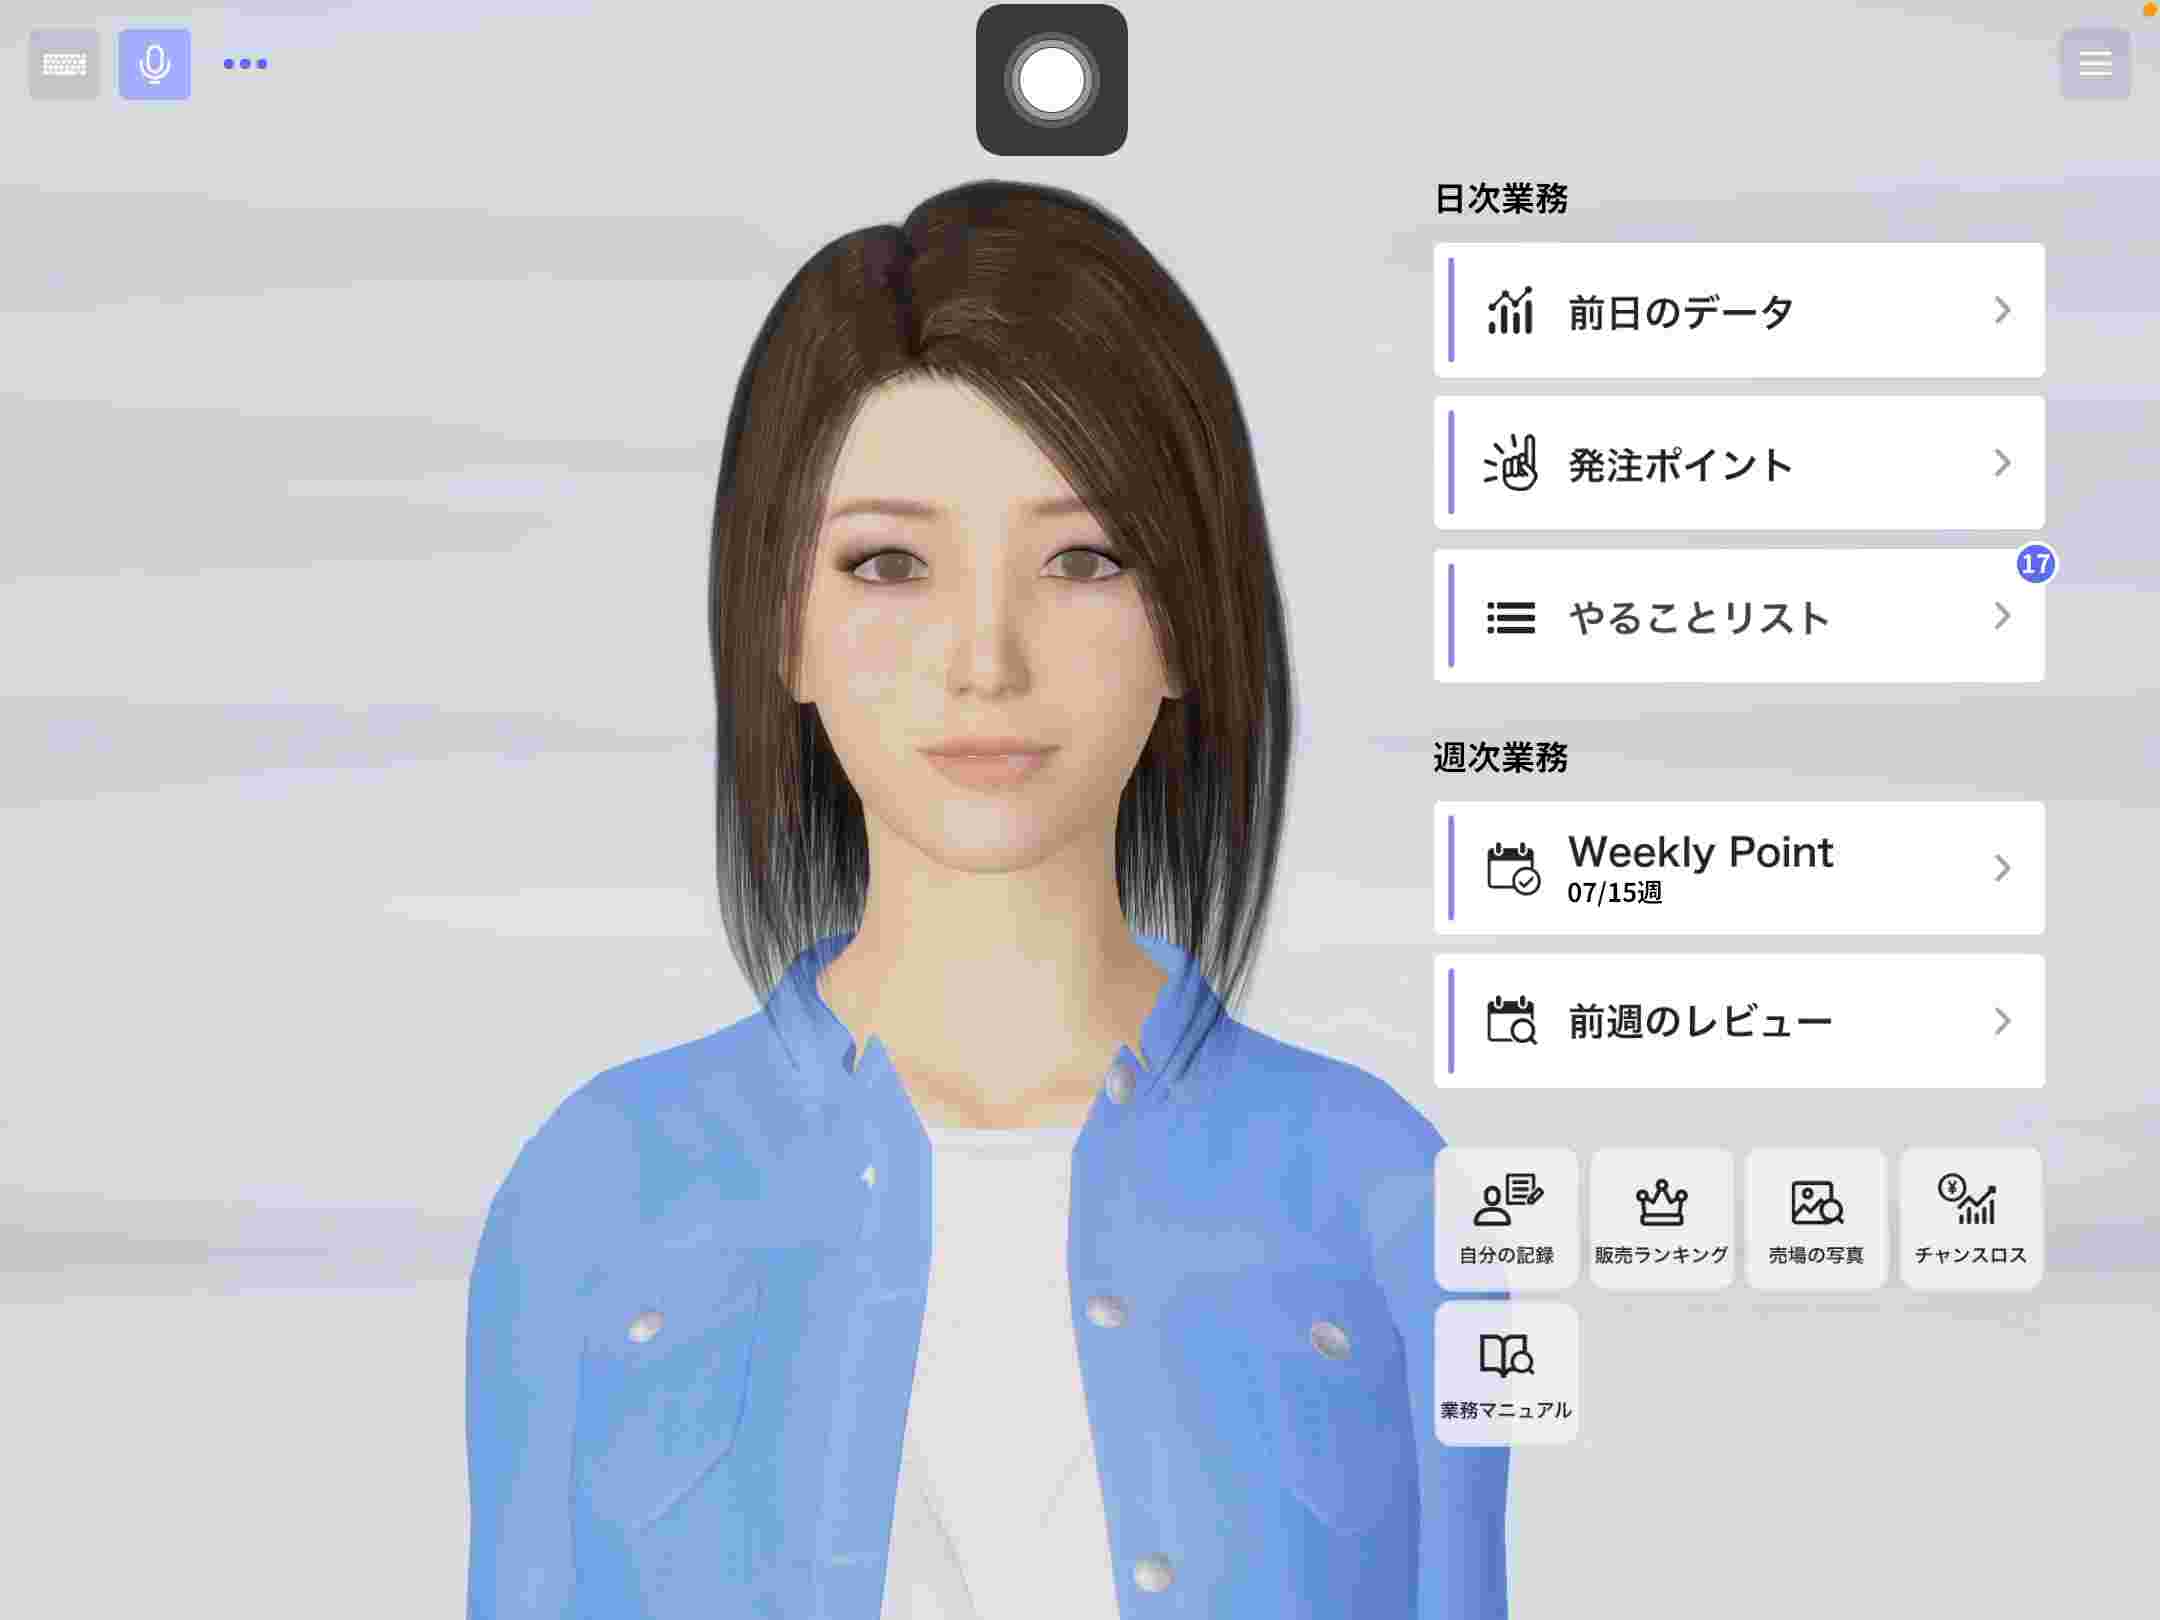 日次業務
前日のデータ
発注ポイント
17
やることリスト
週次業務
Weekly Point
07/15週
前週のレビュー
自分の記録
販売ランキング
売場の写真
チャンスロス
業務マニュアル